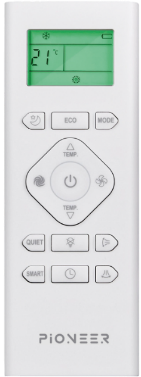 21°C
ECO MODE
TEMP.
TEMP.
QUIET
SMART
PIONEER